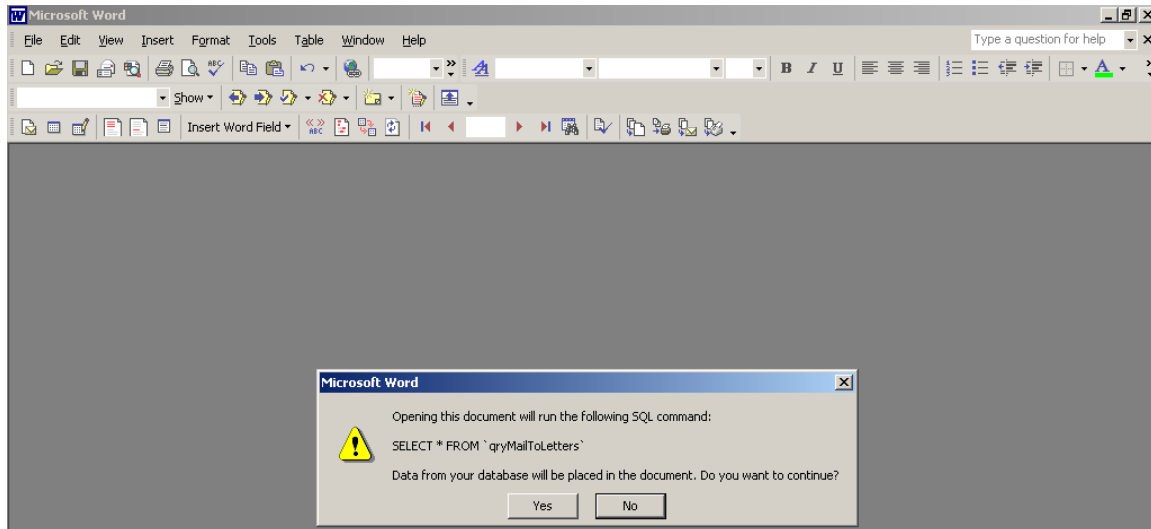 Microsoft Word
File Edit View Insert Format Tools Table Window Help Type a question for help
ABC B I U A
Show
Insert Word Field ABC
Microsoft Word
Opening this document will run the following SQL command:
SELECT * FROM `qryMailToLetters`
Data from your database will be placed in the document. Do you want to continue?
Yes No